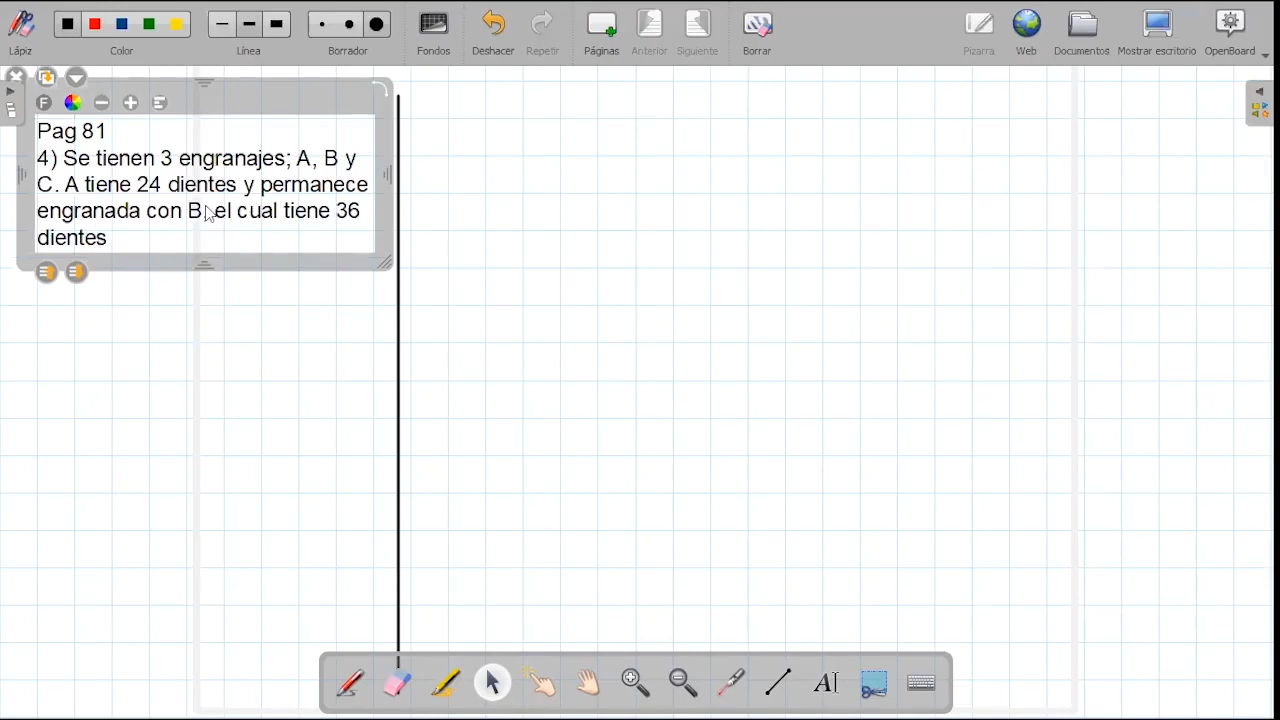 Lápiz
Color
Línea
Borrador
Fondos
Deshacer
Repetir
Páginas
Anterior
Siguiente
Borrar
Pizarra
Web
Documentos
Mostrar escritorio
OpenBoard
F
Pag 81
4) Se tienen 3 engranajes; A, B y
C. A tiene 24 dientes y permanece
engranada con B, el cual tiene 36
dientes
A